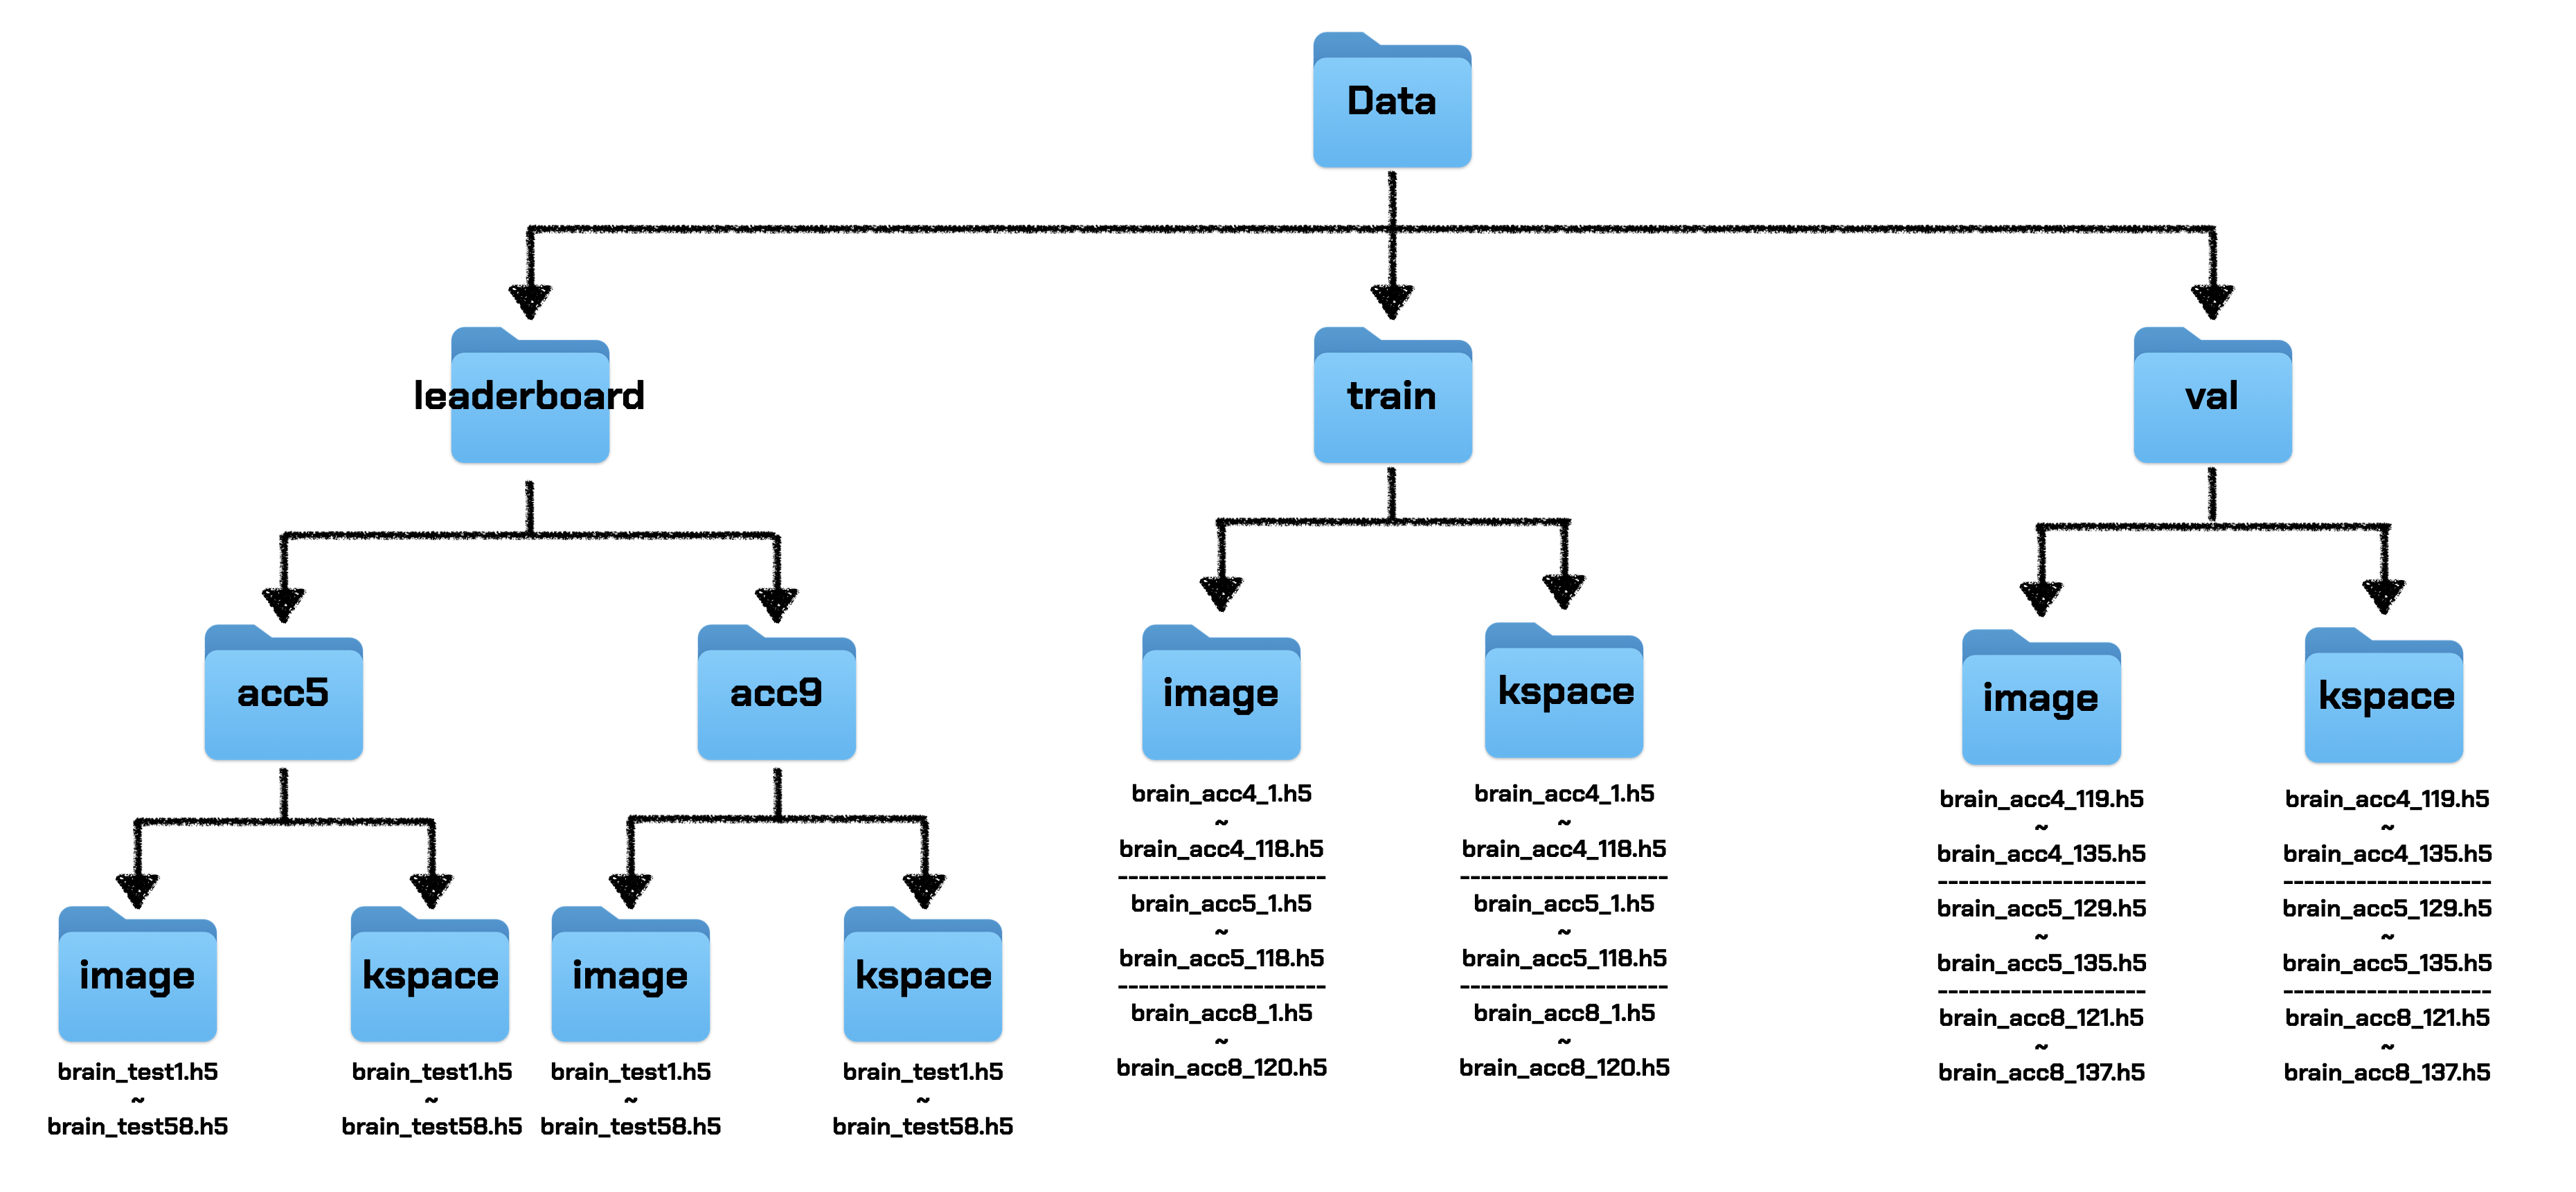 Data
leaderboard
train
val
acc5
acc9
image
kspace
image
kspace
image
kspace
image
kspace
brain_test1.h5
~
brain_test58.h5
brain_test1.h5
~
brain_test58.h5
brain_test1.h5
~
brain_test58.h5
brain_test1.h5
~
brain_test58.h5
brain_acc4_1.h5
~
brain_acc4_118.h5
--------------------
brain_acc5_1.h5
~
brain_acc5_118.h5
--------------------
brain_acc8_1.h5
~
brain_acc8_120.h5
brain_acc4_1.h5
~
brain_acc4_118.h5
--------------------
brain_acc5_1.h5
~
brain_acc5_118.h5
--------------------
brain_acc8_1.h5
~
brain_acc8_120.h5
brain_acc4_119.h5
~
brain_acc4_135.h5
--------------------
brain_acc5_129.h5
~
brain_acc5_135.h5
--------------------
brain_acc8_121.h5
~
brain_acc8_137.h5
brain_acc4_119.h5
~
brain_acc4_135.h5
--------------------
brain_acc5_129.h5
~
brain_acc5_135.h5
--------------------
brain_acc8_121.h5
~
brain_acc8_137.h5